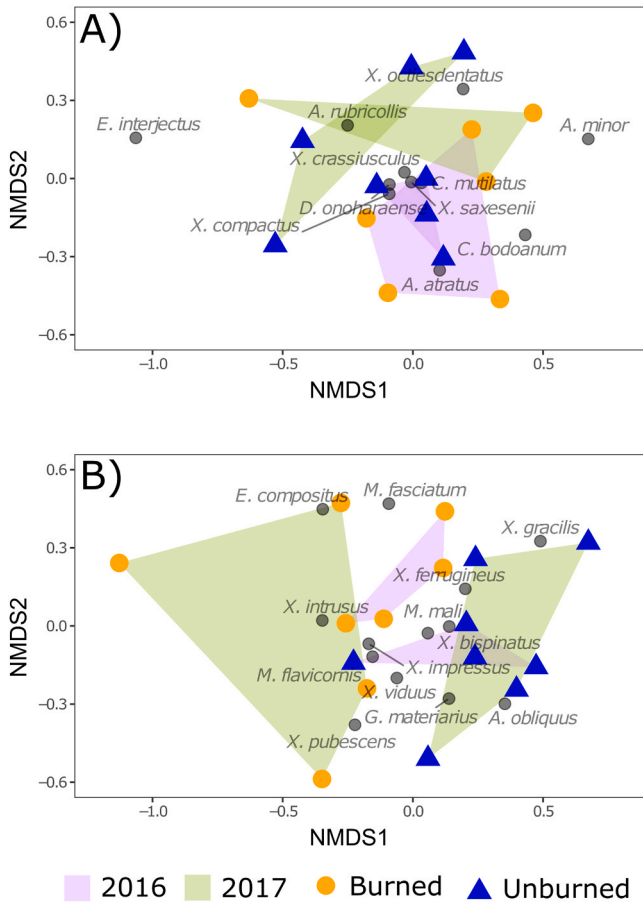 A)
0.6
0.3
0.0
−0.3
−0.6
NMDS2
X. octiesdentatus
A. rubricollis
E. interjectus
A. minor
X. crassiusculus
C. mutilatus
D. onoharaense
X. saxesenii
X. compactus
C. bodoanum
A. atratus
−1.0
−0.5
0.0
0.5
NMDS1
B)
0.6
0.3
0.0
−0.3
−0.6
NMDS2
E. compositus
M. fasciatum
X. gracilis
X. ferrugineus
X. intrusus
M. mali
X. bispinatus
M. flavicornis
X. impressus
X. viduus
G. materiarius
A. obliquus
X. pubescens
−1.0
−0.5
0.0
0.5
NMDS1
2016
2017
Burned
Unburned